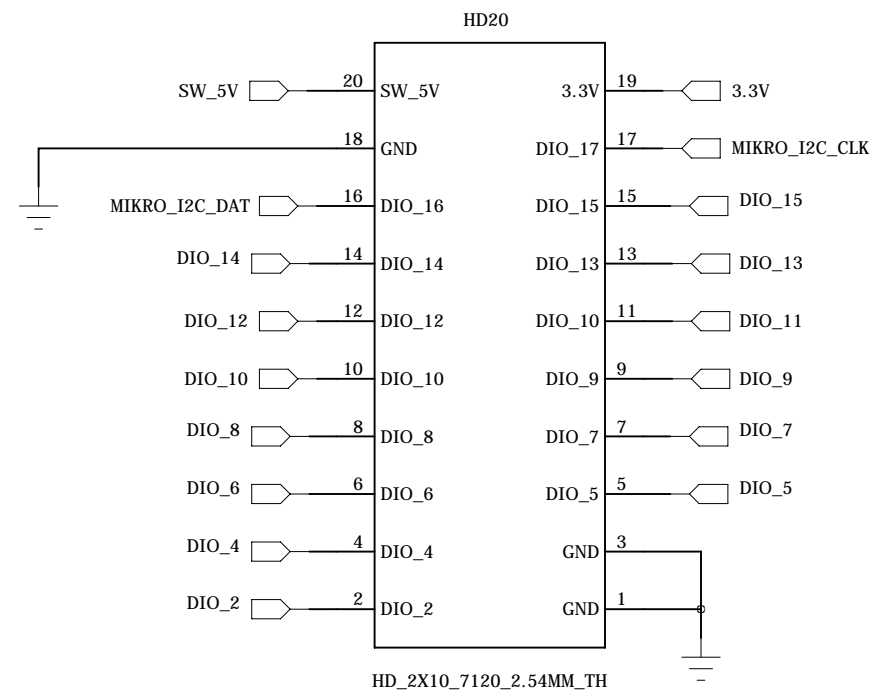 HD20
SW_5V 20 SW_5V 3.3V 19 3.3V
18 GND DIO_17 17 MIKRO_I2C_CLK
MIKRO_I2C_DAT 16 DIO_16 DIO_15 15 DIO_15
DIO_14 14 DIO_14 DIO_13 13 DIO_13
DIO_12 12 DIO_12 DIO_10 11 DIO_11
DIO_10 10 DIO_10 DIO_9 9 DIO_9
DIO_8 8 DIO_8 DIO_7 7 DIO_7
DIO_6 6 DIO_6 DIO_5 5 DIO_5
DIO_4 4 DIO_4 GND 3
DIO_2 2 DIO_2 GND 1
HD_2X10_7120_2.54MM_TH